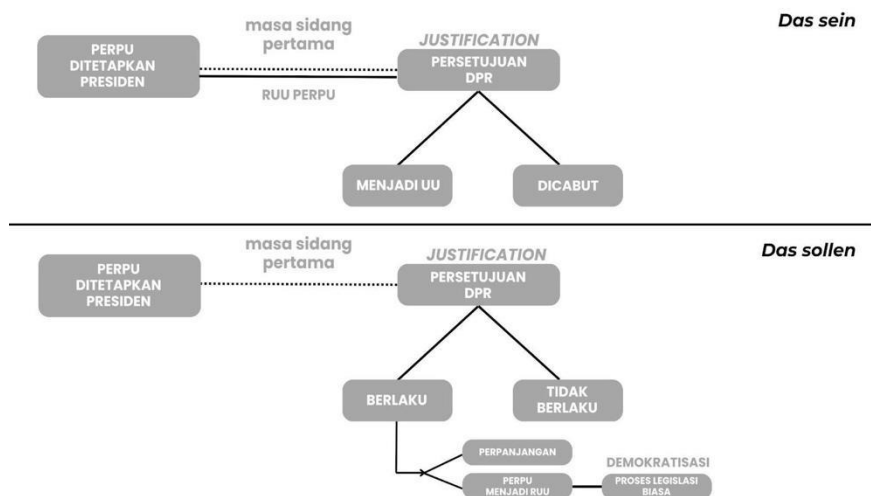 Das sein
masa sidang
pertama
JUSTIFICATION
PERPU
DITETAPKAN
PRESIDEN
PERSETUJUAN
DPR
RUU PERPU
MENJADI UU
DICABUT
Das sollen
masa sidang
pertama
JUSTIFICATION
PERPU
DITETAPKAN
PRESIDEN
PERSETUJUAN
DPR
BERLAKU
TIDAK
BERLAKU
PERPANJANGAN
DEMOKRATISASI
PERPU
MENJADI RUU
PROSES LEGISLASI
BIASA